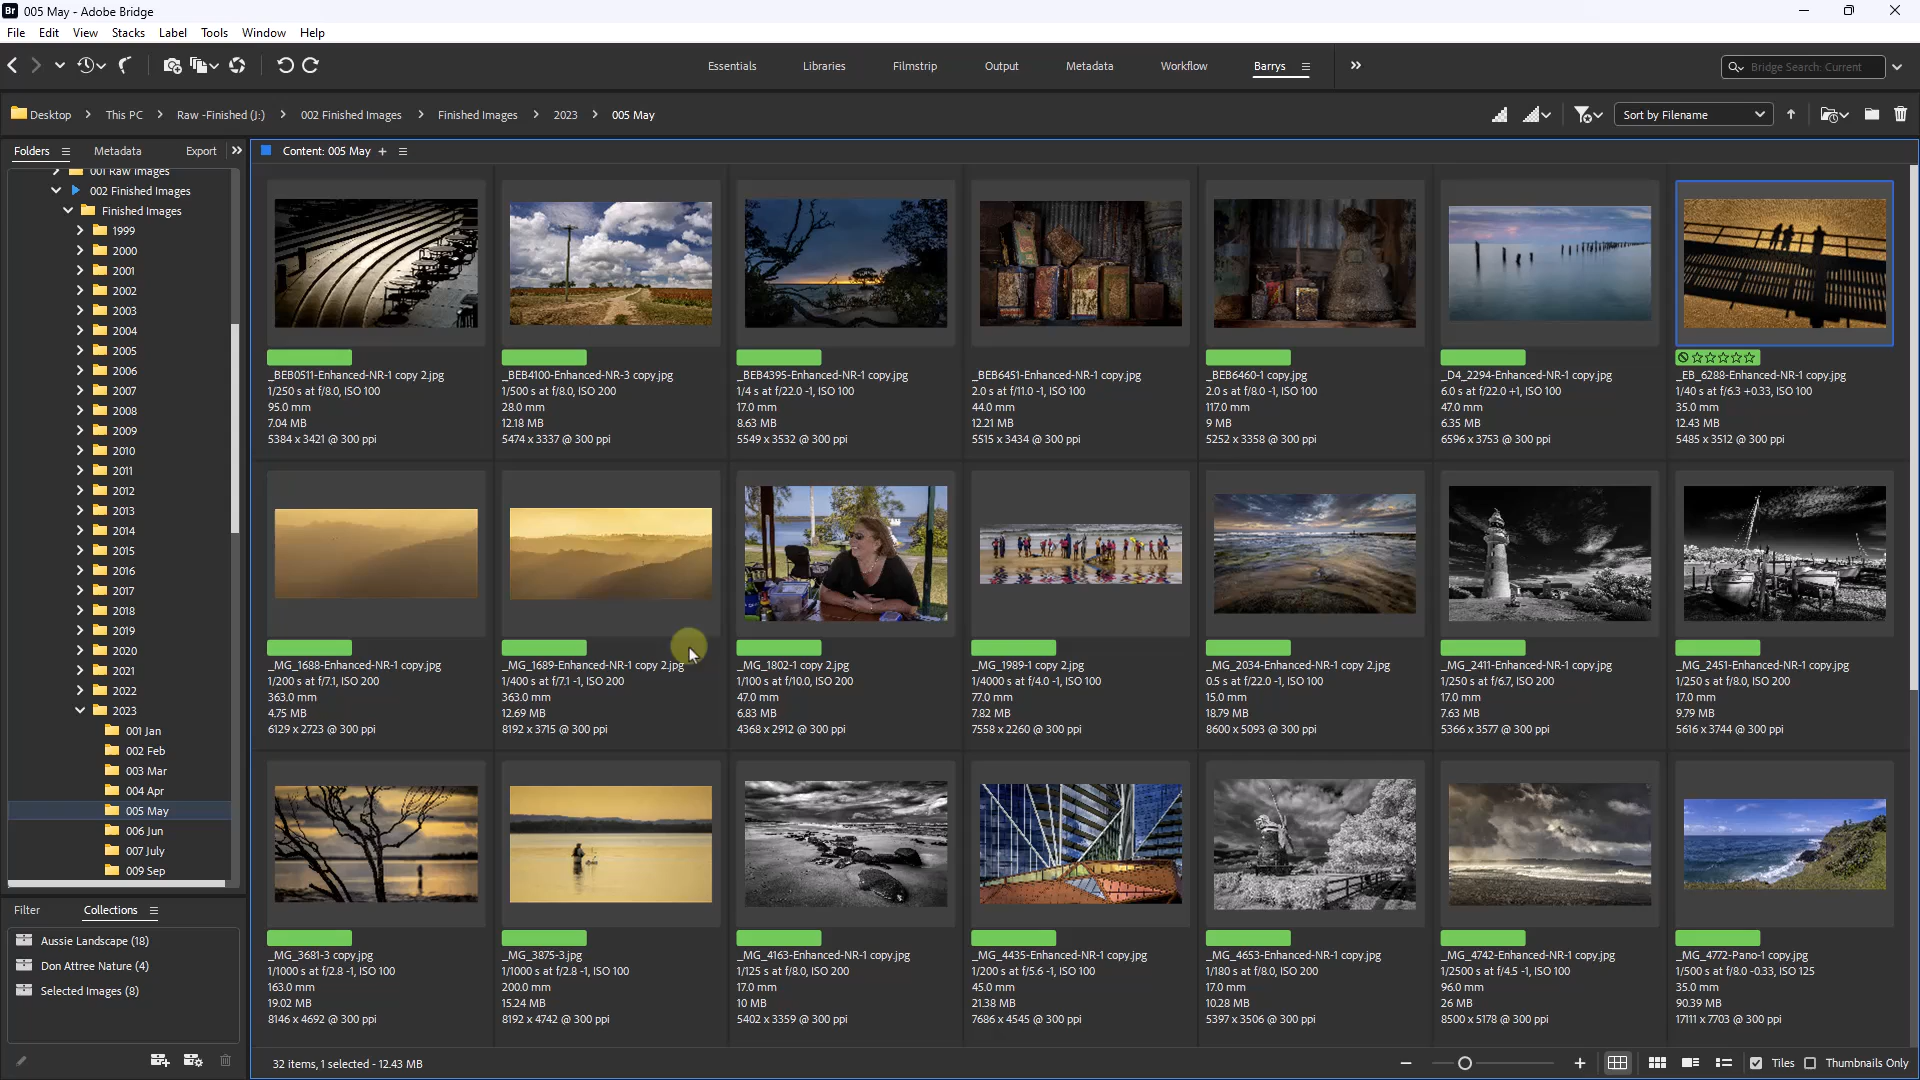 Br 005 May - Adobe Bridge
File Edit View Stacks Label Tools Window Help
Essentials Libraries Filmstrip Output Metadata Workflow Barrys
Bridge Search: Current
Desktop This PC Raw -Finished (J:) 002 Finished Images Finished Images 2023 005 May
Sort by Filename
Folders Metadata Export
Content: 005 May
001 Raw Images
002 Finished Images
Finished Images
1999
2000
2001
2002
2003
2004
2005
2006
2007
2008
2009
2010
2011
2012
2013
2014
2015
2016
2017
2018
2019
2020
2021
2022
2023
001 Jan
002 Feb
003 Mar
004 Apr
005 May
006 Jun
007 July
009 Sep
Filter Collections
Aussie Landscape (18)
Don Attree Nature (4)
Selected Images (8)
_BEB0511-Enhanced-NR-1 copy 2.jpg
1/250 s at f/8.0, ISO 100
95.0 mm
7.04 MB
5384 x 3421 @ 300 ppi
_BEB4100-Enhanced-NR-3 copy.jpg
1/500 s at f/8.0, ISO 200
28.0 mm
12.18 MB
5474 x 3337 @ 300 ppi
_BEB4395-Enhanced-NR-1 copy.jpg
1/4 s at f/22.0 -1, ISO 100
17.0 mm
8.63 MB
5549 x 3532 @ 300 ppi
_BEB6451-Enhanced-NR-1 copy.jpg
2.0 s at f/11.0 -1, ISO 100
44.0 mm
12.21 MB
5515 x 3434 @ 300 ppi
_BEB6460-1 copy.jpg
2.0 s at f/8.0 -1, ISO 100
117.0 mm
9 MB
5252 x 3358 @ 300 ppi
_D4_2294-Enhanced-NR-1 copy.jpg
6.0 s at f/22.0 +1, ISO 100
47.0 mm
6.35 MB
6596 x 3753 @ 300 ppi
_EB_6288-Enhanced-NR-1 copy.jpg
1/40 s at f/6.3 +0.33, ISO 100
35.0 mm
12.43 MB
5485 x 3512 @ 300 ppi
_MG_1688-Enhanced-NR-1 copy.jpg
1/200 s at f/7.1, ISO 200
363.0 mm
4.75 MB
6129 x 2723 @ 300 ppi
_MG_1689-Enhanced-NR-1 copy 2.jpg
1/400 s at f/7.1 -1, ISO 200
363.0 mm
12.69 MB
8192 x 3715 @ 300 ppi
_MG_1802-1 copy 2.jpg
1/100 s at f/10.0, ISO 200
47.0 mm
6.83 MB
4368 x 2912 @ 300 ppi
_MG_1989-1 copy 2.jpg
1/4000 s at f/4.0 -1, ISO 100
77.0 mm
7.82 MB
7558 x 2260 @ 300 ppi
_MG_2034-Enhanced-NR-1 copy 2.jpg
0.5 s at f/22.0 -1, ISO 100
15.0 mm
18.79 MB
8600 x 5093 @ 300 ppi
_MG_2411-Enhanced-NR-1 copy.jpg
1/250 s at f/6.7, ISO 200
17.0 mm
7.63 MB
5366 x 3577 @ 300 ppi
_MG_2451-Enhanced-NR-1 copy.jpg
1/250 s at f/8.0, ISO 200
17.0 mm
9.79 MB
5616 x 3744 @ 300 ppi
_MG_3681-3 copy.jpg
1/1000 s at f/2.8 -1, ISO 100
163.0 mm
19.02 MB
8146 x 4692 @ 300 ppi
_MG_3875-3.jpg
1/1000 s at f/2.8 -1, ISO 100
200.0 mm
15.24 MB
8192 x 4742 @ 300 ppi
_MG_4163-Enhanced-NR-1 copy.jpg
1/125 s at f/8.0, ISO 200
17.0 mm
10 MB
5402 x 3359 @ 300 ppi
_MG_4435-Enhanced-NR-1 copy.jpg
1/200 s at f/5.6 -1, ISO 100
45.0 mm
21.38 MB
7686 x 4545 @ 300 ppi
_MG_4653-Enhanced-NR-1 copy.jpg
1/180 s at f/8.0, ISO 200
17.0 mm
10.28 MB
5397 x 3506 @ 300 ppi
_MG_4742-Enhanced-NR-1 copy.jpg
1/2500 s at f/4.5 -1, ISO 100
96.0 mm
26 MB
8500 x 5178 @ 300 ppi
_MG_4772-Pano-1 copy.jpg
1/500 s at f/8.0 -0.33, ISO 125
35.0 mm
90.39 MB
17111 x 7703 @ 300 ppi
32 items, 1 selected - 12.43 MB
Tiles Thumbnails Only